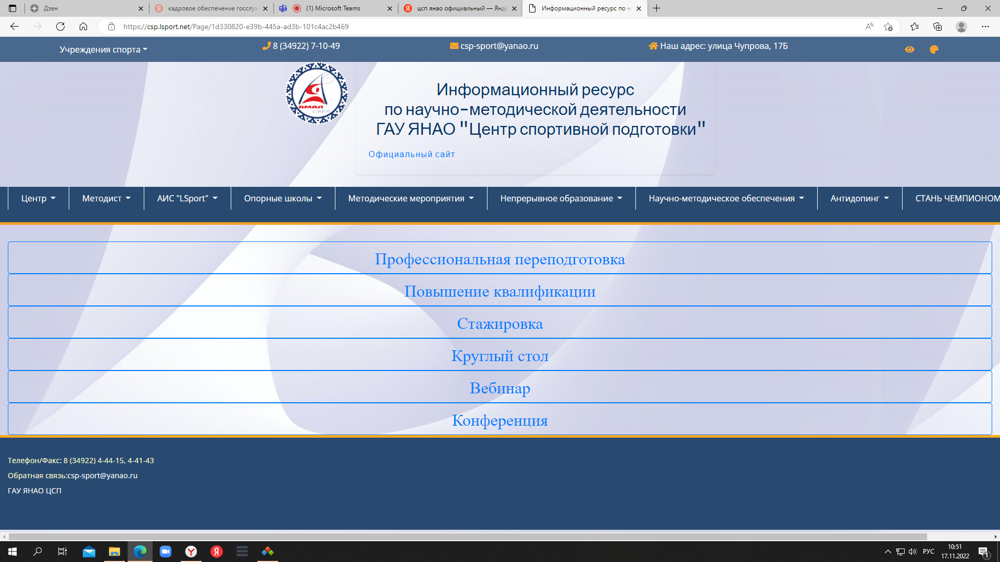 Дзен
кадровое обеспечение госслуж
(1) Microsoft Teams
цсп янао официальный — Янде
Информационный ресурс по н
https://csp.lsport.net/Page/1d330820-e39b-445a-ad3b-101c4ac2b469
Учреждения спорта
8 (34922) 7-10-49
csp-sport@yanao.ru
Наш адрес: улица Чупрова, 17Б
ЯМАЛ
СПОРТ
Информационный ресурс
по научно-методической деятельности
ГАУ ЯНАО "Центр спортивной подготовки"
Официальный сайт
Центр
Методист
АИС "LSport"
Опорные школы
Методические мероприятия
Непрерывное образование
Научно-методическое обеспечения
Антидопинг
СТАНЬ ЧЕМПИОНОМ
Профессиональная переподготовка
Повышение квалификации
Стажировка
Круглый стол
Вебинар
Конференция
Телефон/Факс: 8 (34922) 4-44-15, 4-41-43
Обратная связь:csp-sport@yanao.ru
ГАУ ЯНАО ЦСП
РУС
10:51
17.11.2022
1